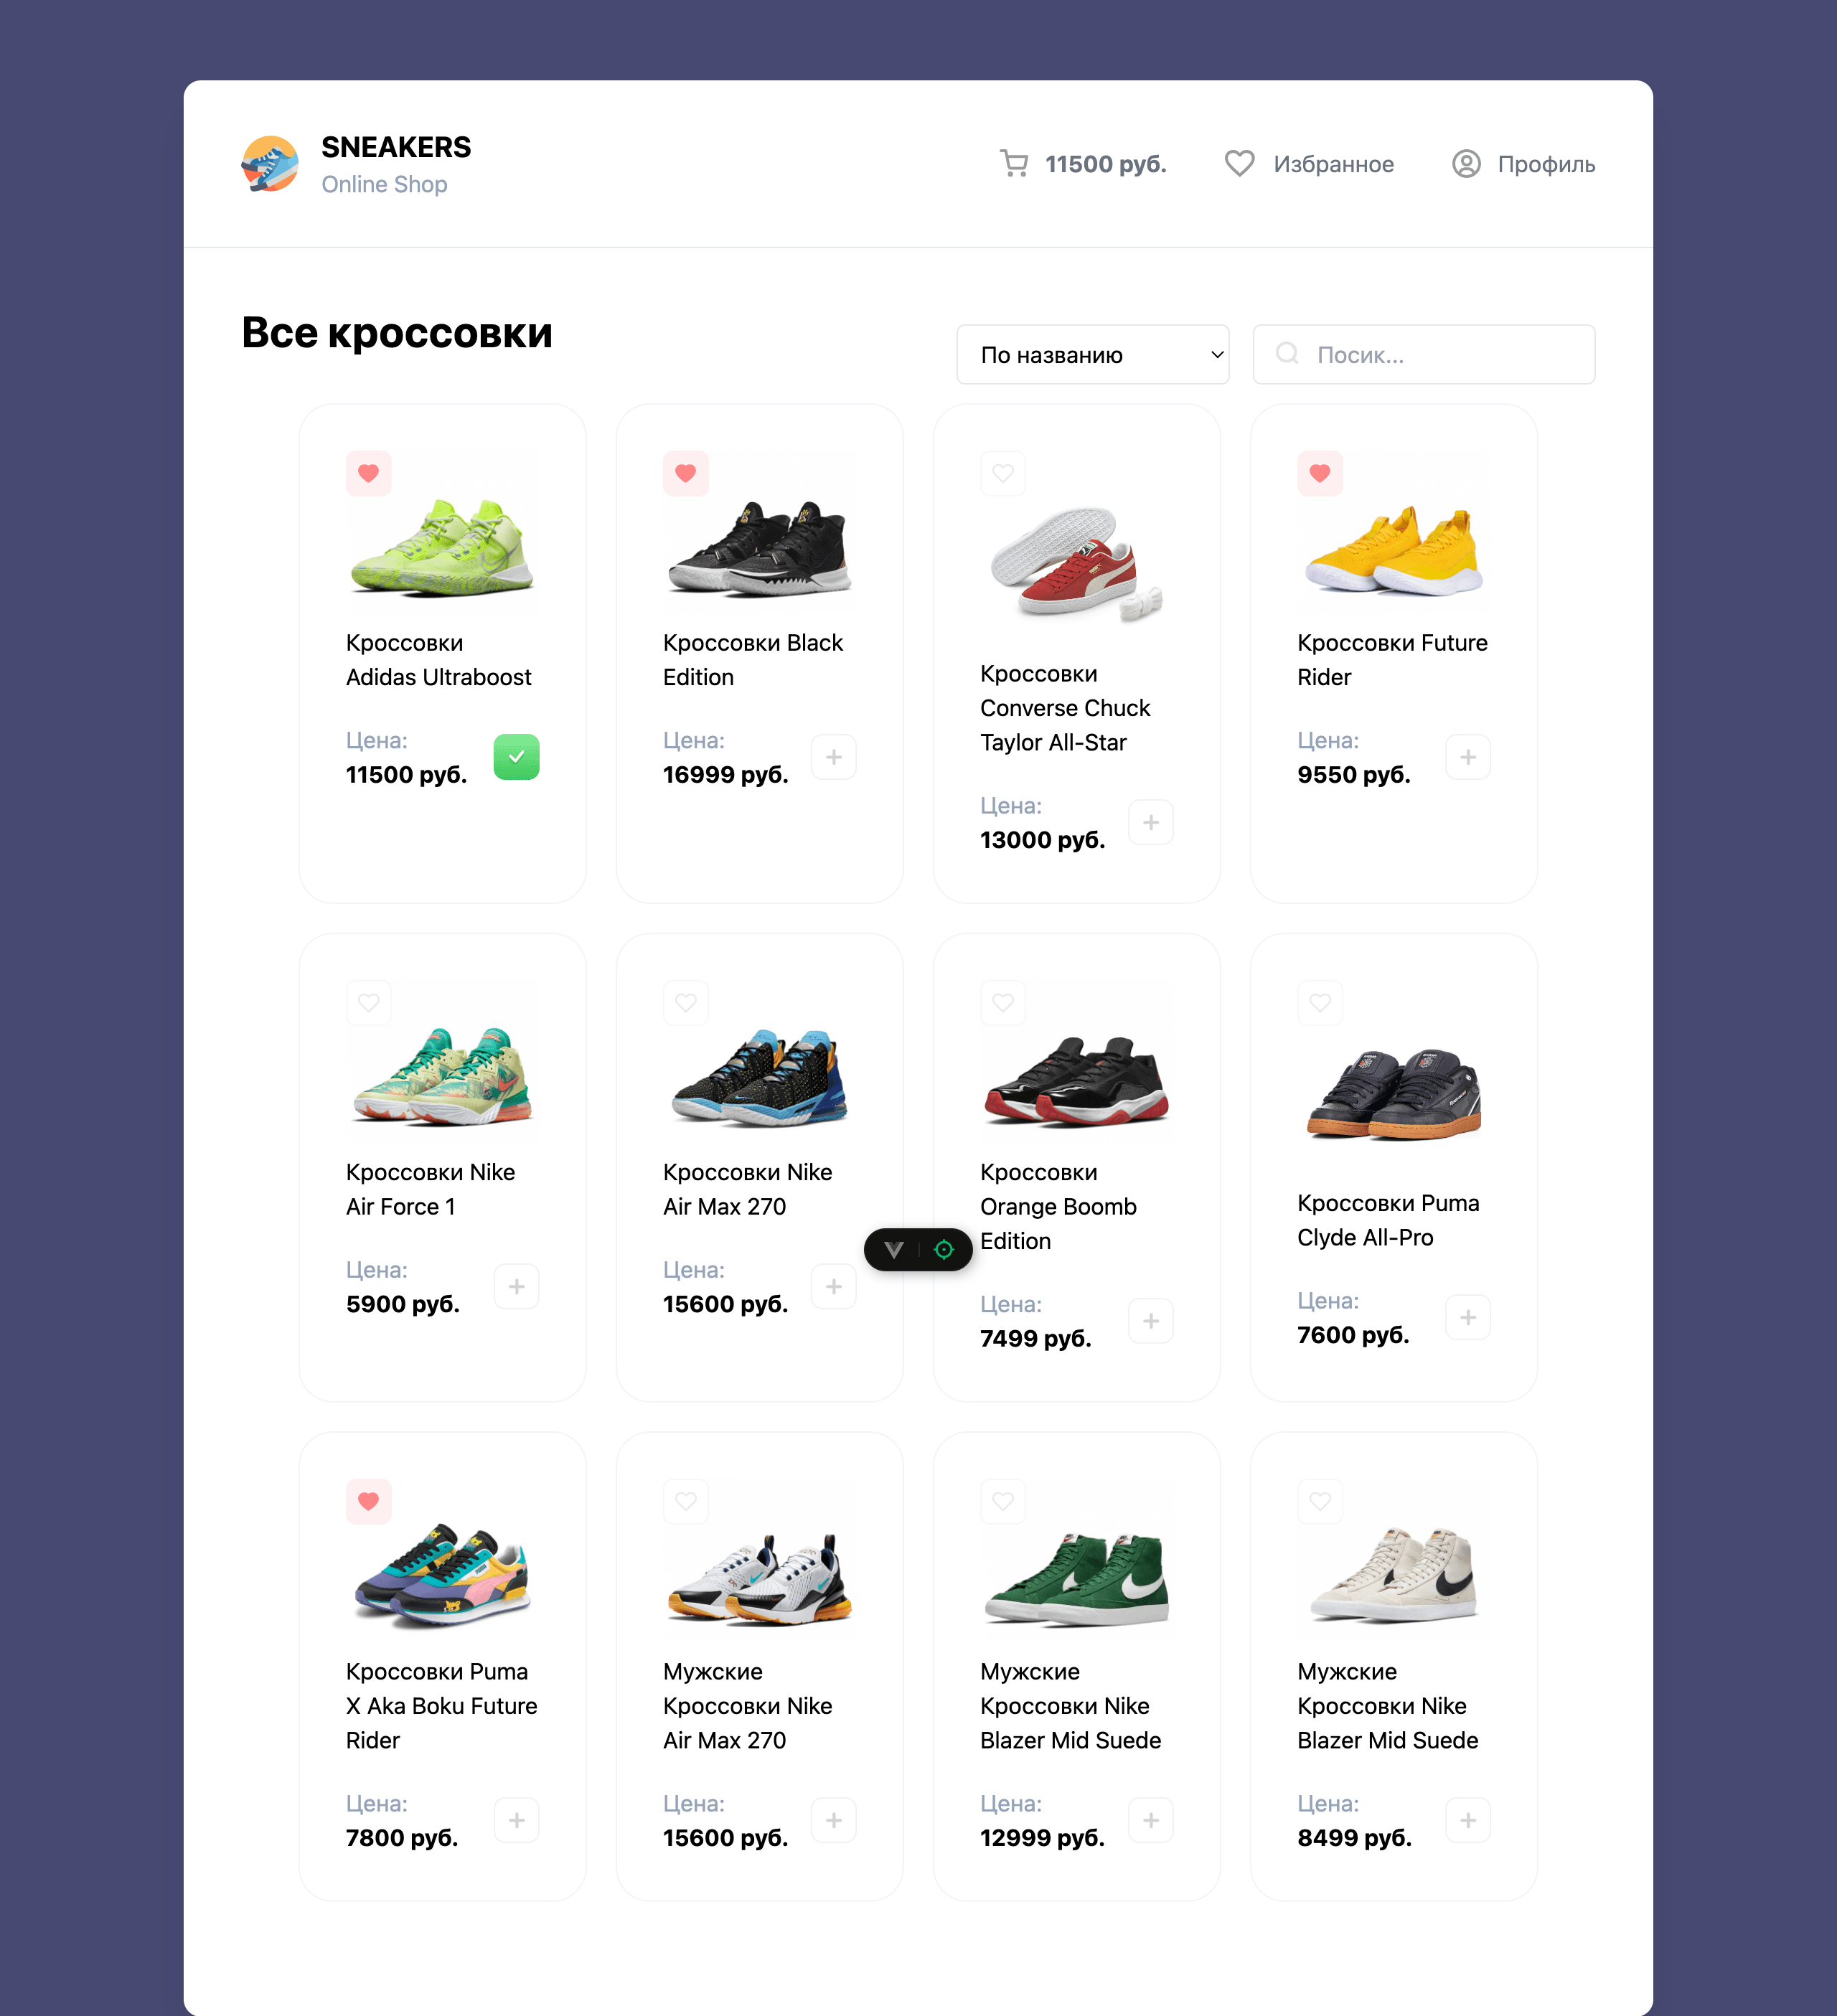 SNEAKERS
Online Shop
11500 руб.
Избранное
Профиль
Все кроссовки
По названию
Посик...
Кроссовки
Adidas Ultraboost
Цена:
11500 руб.
Кроссовки Black
Edition
Цена:
16999 руб.
Кроссовки
Converse Chuck
Taylor All-Star
Цена:
13000 руб.
Кроссовки Future
Rider
Цена:
9550 руб.
Кроссовки Nike
Air Force 1
Цена:
5900 руб.
Кроссовки Nike
Air Max 270
Цена:
15600 руб.
Кроссовки
Orange Boomb
Edition
Цена:
7499 руб.
Кроссовки Puma
Clyde All-Pro
Цена:
7600 руб.
Кроссовки Puma
X Aka Boku Future
Rider
Цена:
7800 руб.
Мужские
Кроссовки Nike
Air Max 270
Цена:
15600 руб.
Мужские
Кроссовки Nike
Blazer Mid Suede
Цена:
12999 руб.
Мужские
Кроссовки Nike
Blazer Mid Suede
Цена:
8499 руб.